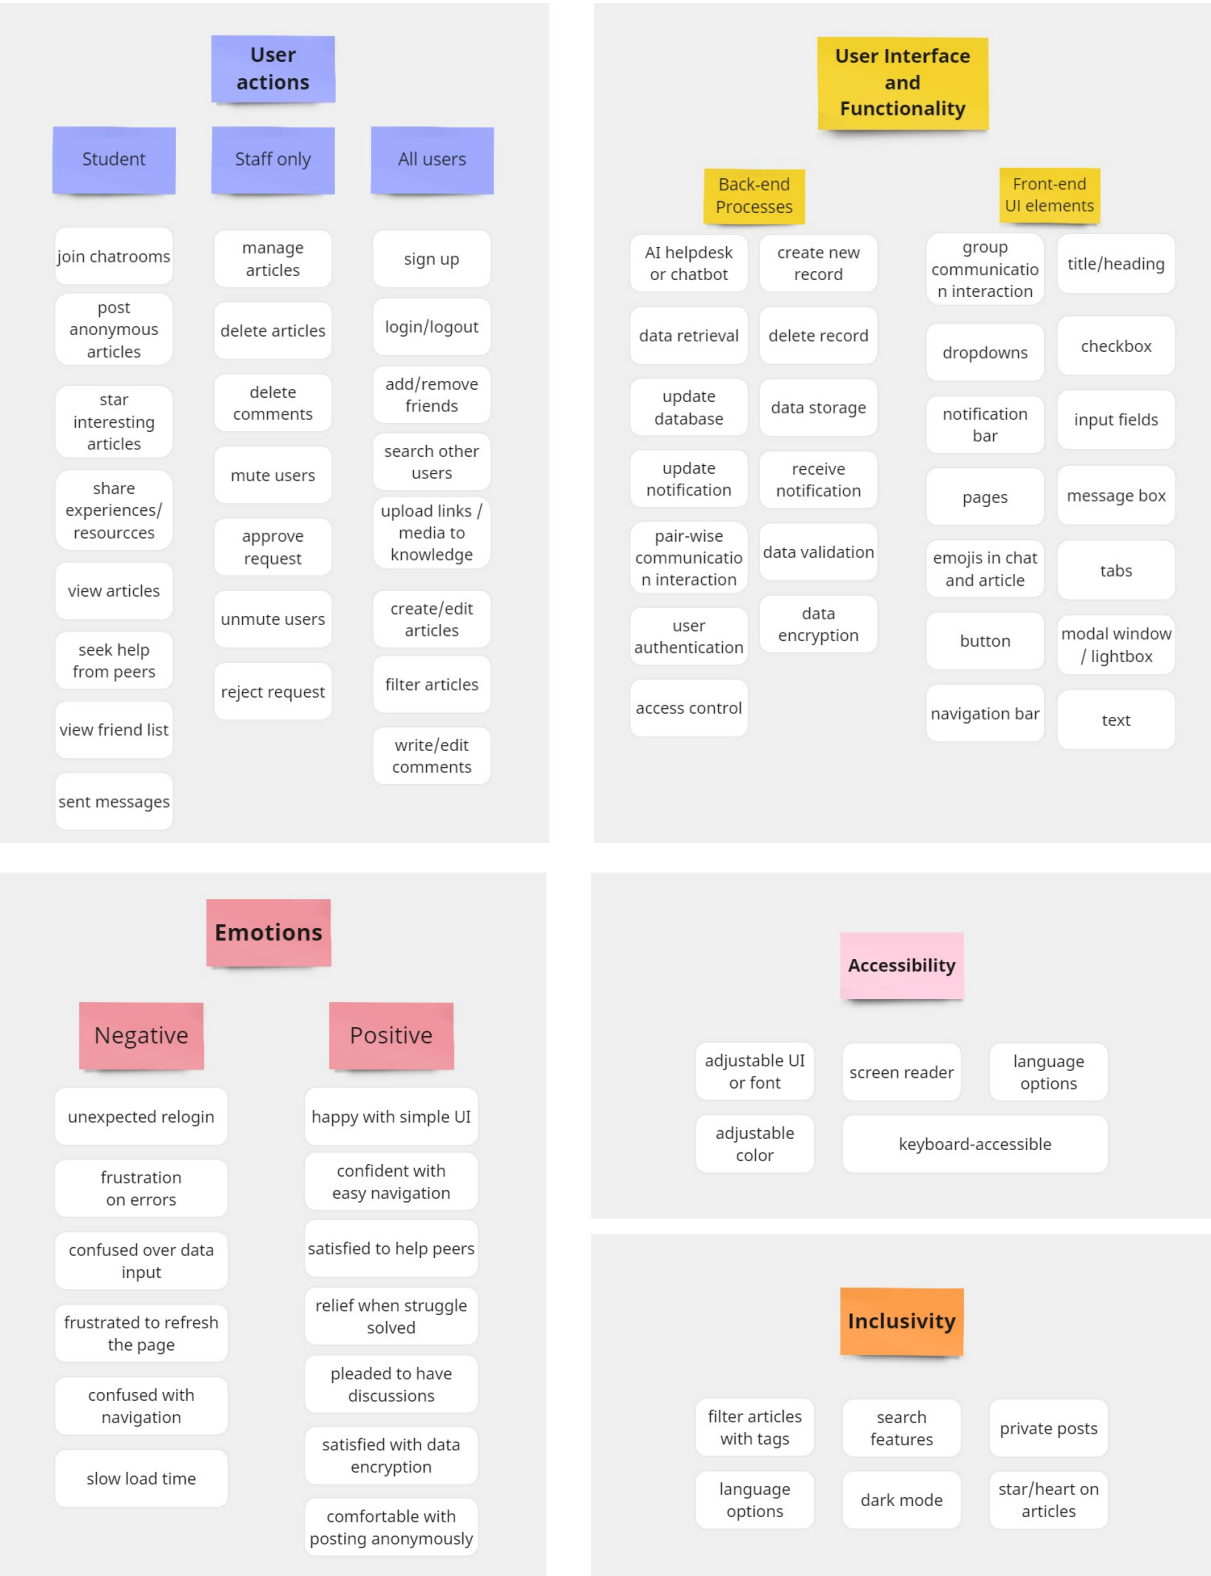 User
actions
Student
Staff only
All users
join chatrooms
post
anonymous
articles
star
interesting
articles
share
experiences/
resourcces
view articles
seek help
from peers
view friend list
sent messages
manage
articles
delete articles
delete
comments
mute users
approve
request
unmute users
reject request
sign up
login/logout
add/remove
friends
search other
users
upload links /
media to
knowledge
create/edit
articles
filter articles
write/edit
comments
User Interface
and
Functionality
Back-end
Processes
AI helpdesk
or chatbot
data retrieval
update
database
update
notification
pair-wise
communicatio
n interaction
user
authentication
access control
create new
record
delete record
data storage
receive
notification
data validation
data
encryption
Front-end
UI elements
group
communicatio
n interaction
dropdowns
notification
bar
pages
emojis in chat
and article
button
navigation bar
title/heading
checkbox
input fields
message box
tabs
modal window
/ lightbox
text
Emotions
Negative
unexpected relogin
frustration
on errors
confused over data
input
frustrated to refresh
the page
confused with
navigation
slow load time
Positive
happy with simple UI
confident with
easy navigation
satisfied to help peers
relief when struggle
solved
pleaded to have
discussions
satisfied with data
encryption
comfortable with
posting anonymously
Accessibility
adjustable UI
or font
screen reader
language
options
adjustable
color
keyboard-accessible
Inclusivity
filter articles
with tags
search
features
private posts
language
options
dark mode
star/heart on
articles